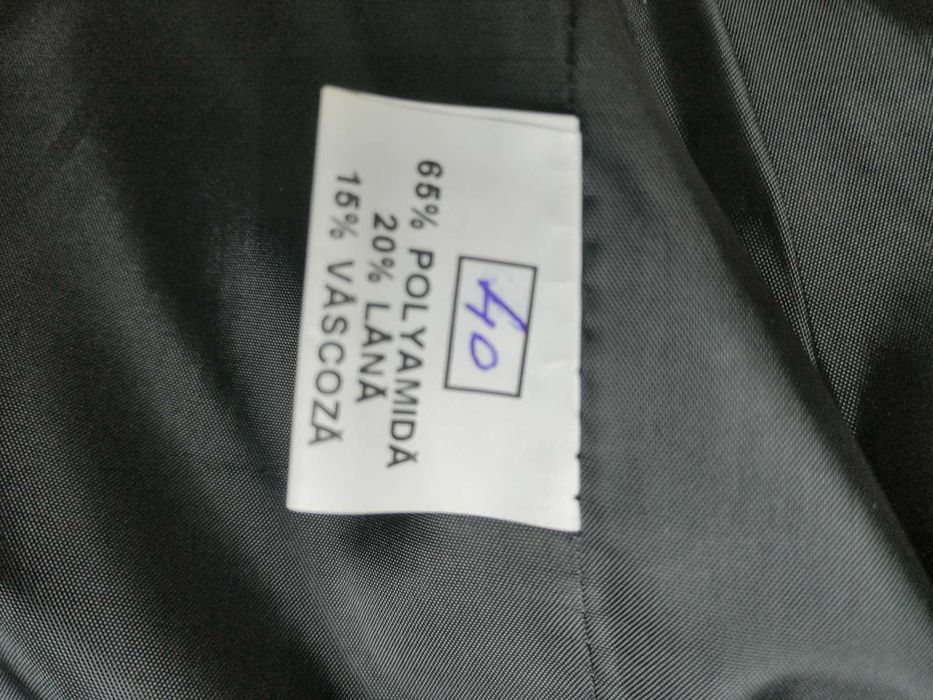 40
65% POLYAMIDĂ
20% LÂNĂ
15% VÂSCOZĂ